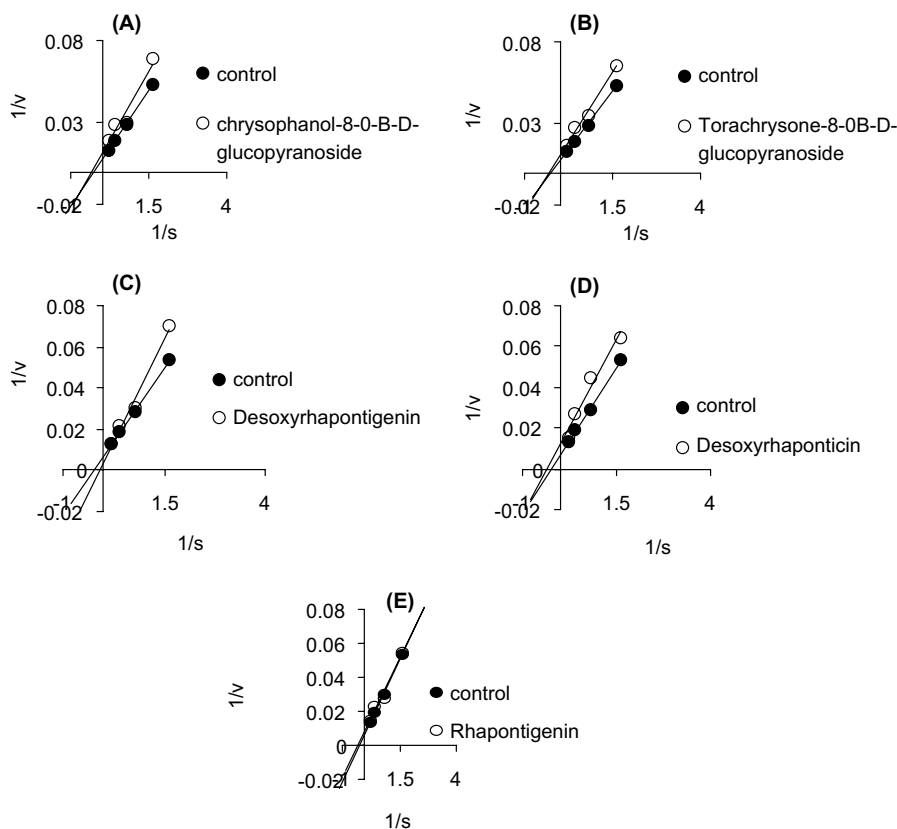 (A)
0.08
0.03
-0.02
-1
1.5
4
1/v
1/s
control
chrysophanol-8-0-B-D-
glucopyranoside
(B)
0.08
0.03
-0.02
-1
1.5
4
1/v
1/s
control
Torachrysone-8-0B-D-
glucopyranoside
(C)
0.08
0.06
0.04
0.02
0
-0.02
-1
1.5
4
1/v
1/s
control
Desoxyrhapontigenin
(D)
0.08
0.06
0.04
0.02
0
-0.02
-1
1.5
4
1/v
1/s
control
Desoxyrhaponticin
(E)
0.08
0.06
0.04
0.02
0
-0.02
-1
1.5
4
1/v
1/s
control
Rhapontigenin